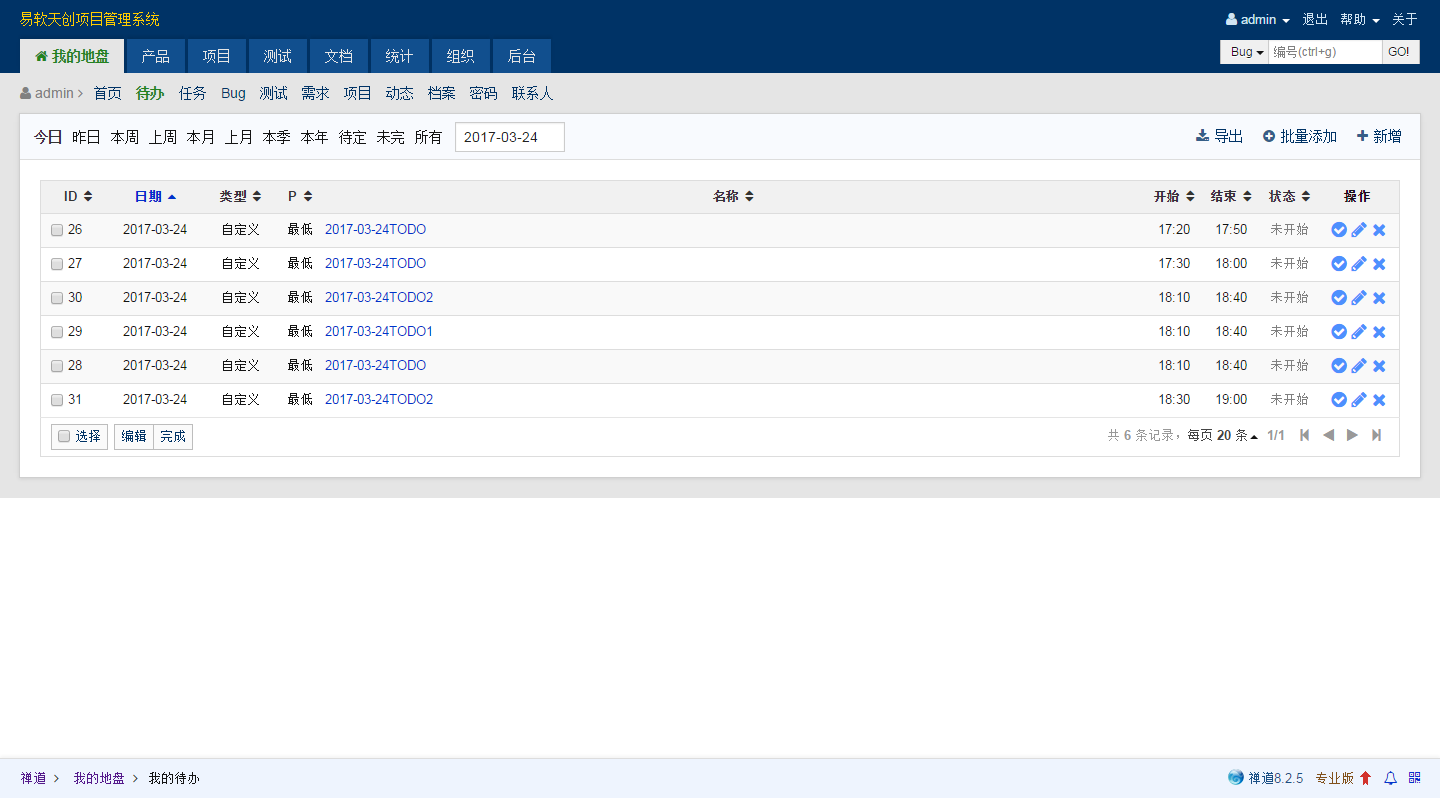 易软天创项目管理系统
admin 退出 帮助 关于
我的地盘 产品 项目 测试 文档 统计 组织 后台
Bug 编号(ctrl+g) GO!
admin 首页 待办 任务 Bug 测试 需求 项目 动态 档案 密码 联系人
今日 昨日 本周 上周 本月 上月 本季 本年 待定 未完 所有 2017-03-24 导出 批量添加 新增
ID 日期 类型 P 名称 开始 结束 状态 操作
26 2017-03-24 自定义 最低 2017-03-24TODO 17:20 17:50 未开始
27 2017-03-24 自定义 最低 2017-03-24TODO 17:30 18:00 未开始
30 2017-03-24 自定义 最低 2017-03-24TODO2 18:10 18:40 未开始
29 2017-03-24 自定义 最低 2017-03-24TODO1 18:10 18:40 未开始
28 2017-03-24 自定义 最低 2017-03-24TODO 18:10 18:40 未开始
31 2017-03-24 自定义 最低 2017-03-24TODO2 18:30 19:00 未开始
选择 编辑 完成 共 6 条记录，每页 20 条 1/1
禅道 我的地盘 我的待办 禅道8.2.5 专业版